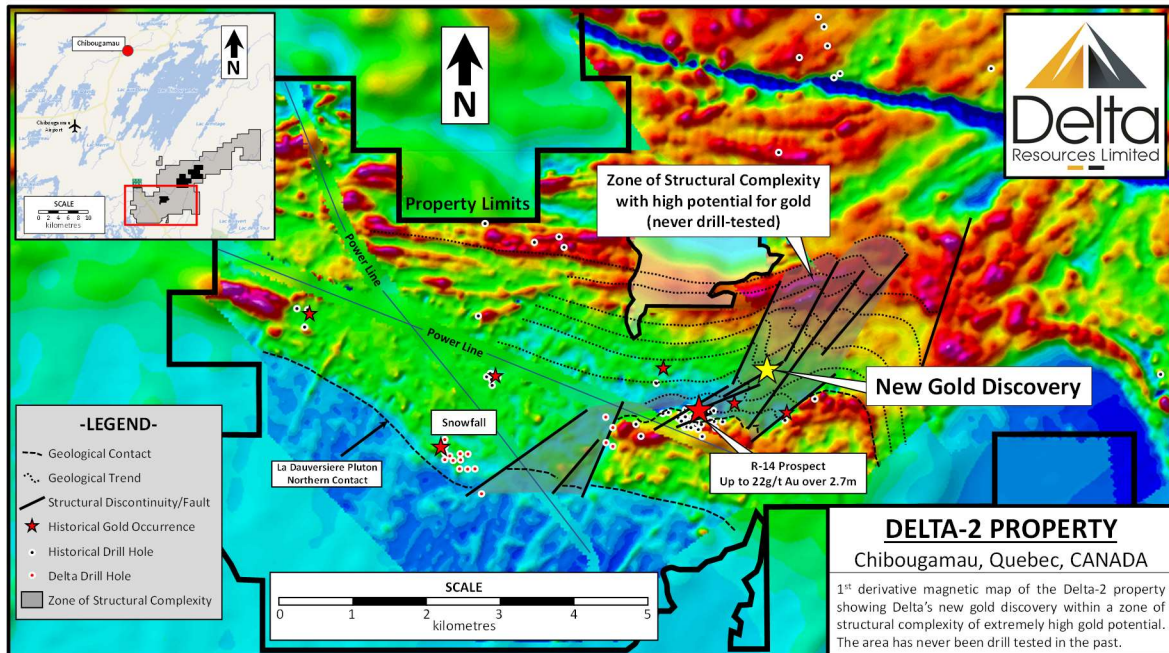 Chibougamau
N
Chibougamau
Airport
SCALE
0 2 4 6 8 10
kilometres
N
Delta
Resources Limited
Property Limits
Zone of Structural Complexity
with high potential for gold
(never drill-tested)
Power Line
Power Line
New Gold Discovery
Snowfall
La Dauversiere Pluton
Northern Contact
R-14 Prospect
Up to 22g/t Au over 2.7m
-LEGEND-
Geological Contact
Geological Trend
Structural Discontinuity/Fault
Historical Gold Occurrence
Historical Drill Hole
Delta Drill Hole
Zone of Structural Complexity
SCALE
0 1 2 3 4 5
kilometres
DELTA-2 PROPERTY
Chibougamau, Quebec, CANADA
1st derivative magnetic map of the Delta-2 property
showing Delta's new gold discovery within a zone of
structural complexity of extremely high gold potential.
The area has never been drill tested in the past.